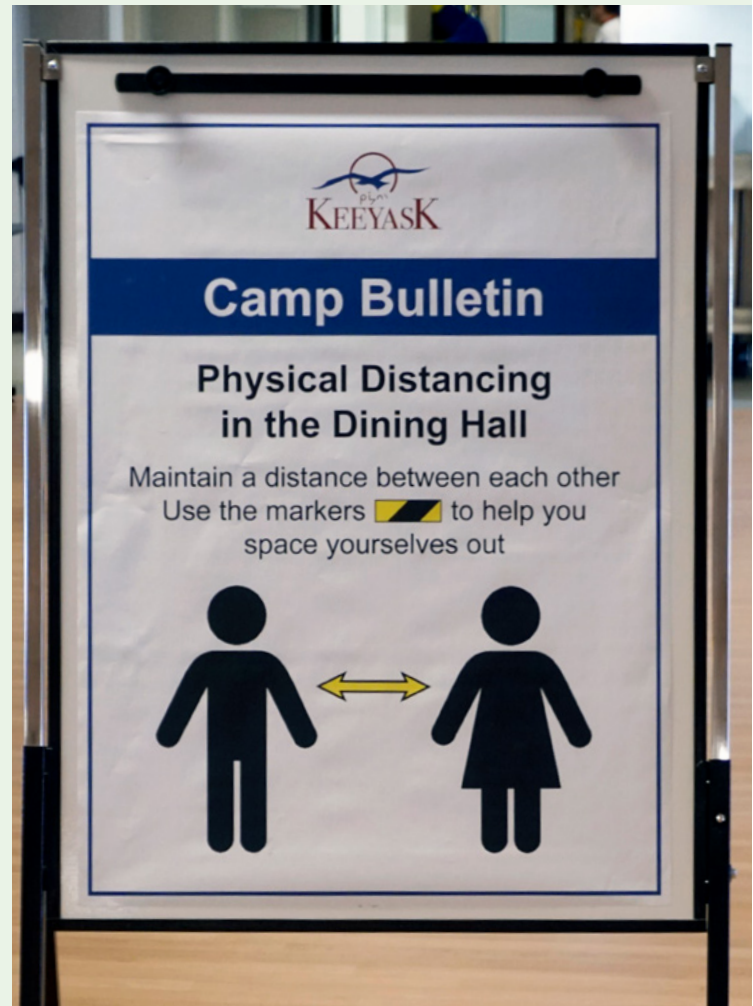 KEEYASK
Camp Bulletin
Physical Distancing
in the Dining Hall
Maintain a distance between each other
Use the markers to help you
space yourselves out